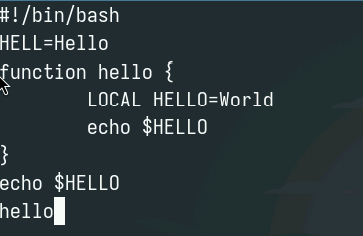 #!/bin/bash
HELL=Hello
function hello {
LOCAL HELLO=World
echo $HELLO
}
echo $HELLO
hello